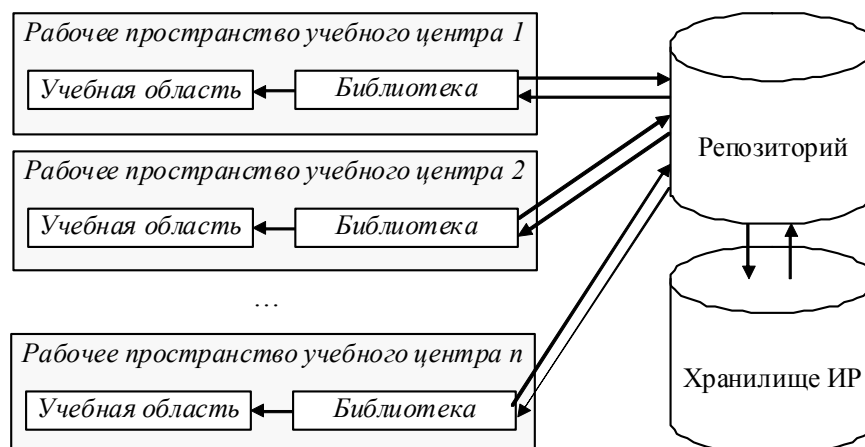 Рабочее пространство учебного центра 1
Учебная область
Библиотека
Рабочее пространство учебного центра 2
Учебная область
Библиотека
...
Рабочее пространство учебного центра n
Учебная область
Библиотека
Репозиторий
Хранилище ИР